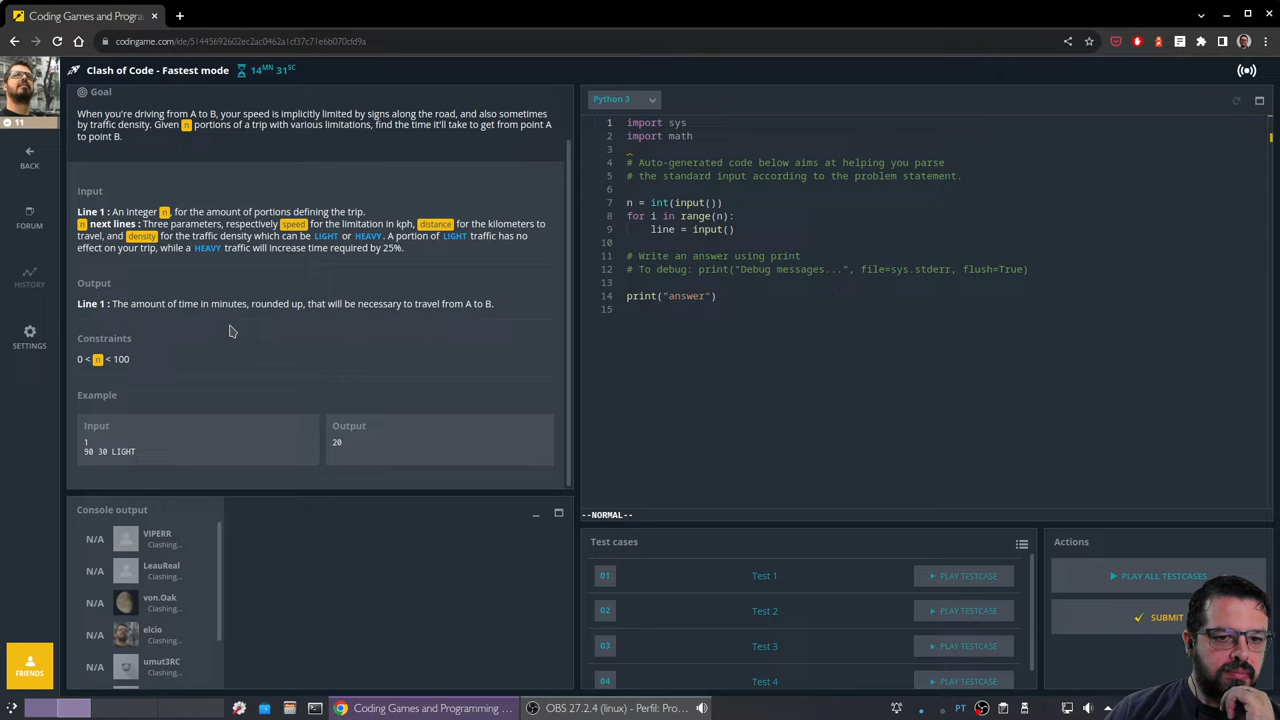 Coding Games and Progra
codingame.com/ide/51445692602ec2ac0462a1cf37c71e6b070cfd9a
Clash of Code - Fastest mode
14MN 31SC
11
BACK
FORUM
HISTORY
SETTINGS
FRIENDS
Goal
When you're driving from A to B, your speed is implicitly limited by signs along the road, and also sometimes
by traffic density. Given n portions of a trip with various limitations, find the time it'll take to get from point A
to point B.
Input
Line 1 : An integer n, for the amount of portions defining the trip.
n next lines : Three parameters, respectively speed for the limitation in kph, distance for the kilometers to
travel, and density for the traffic density which can be LIGHT or HEAVY. A portion of LIGHT traffic has no
effect on your trip, while a HEAVY traffic will increase time required by 25%.
Output
Line 1 : The amount of time in minutes, rounded up, that will be necessary to travel from A to B.
Constraints
0 < n < 100
Example
Input
1
90 30 LIGHT
Output
20
Console output
N/A VIPERR
Clashing...
N/A LeauReal
Clashing...
N/A von.Oak
Clashing...
N/A elcio
Clashing...
N/A umut3RC
Clashing...
Python 3
1 import sys
2 import math
3
4 # Auto-generated code below aims at helping you parse
5 # the standard input according to the problem statement.
6
7 n = int(input())
8 for i in range(n):
9 line = input()
10
11 # Write an answer using print
12 # To debug: print("Debug messages...", file=sys.stderr, flush=True)
13
14 print("answer")
15
--NORMAL--
Test cases
01 Test 1 PLAY TESTCASE
02 Test 2 PLAY TESTCASE
03 Test 3 PLAY TESTCASE
04 Test 4 PLAY TESTCASE
Actions
PLAY ALL TESTCASES
SUBMIT
Coding Games and Programming ...
OBS 27.2.4 (linux) - Perfil: Pro...
PT